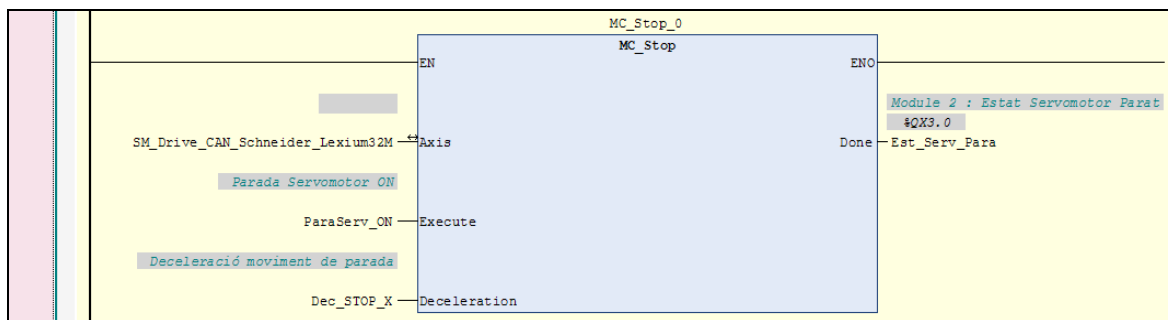 MC_Stop_0
MC_Stop
EN
ENO
Module 2 : Estat Servomotor Parat
%QX3.0
SM_Drive_CAN_Schneider_Lexium32M
Axis
Done
Est_Serv_Para
Parada Servomotor ON
ParaServ_ON
Execute
Deceleració moviment de parada
Dec_STOP_X
Deceleration